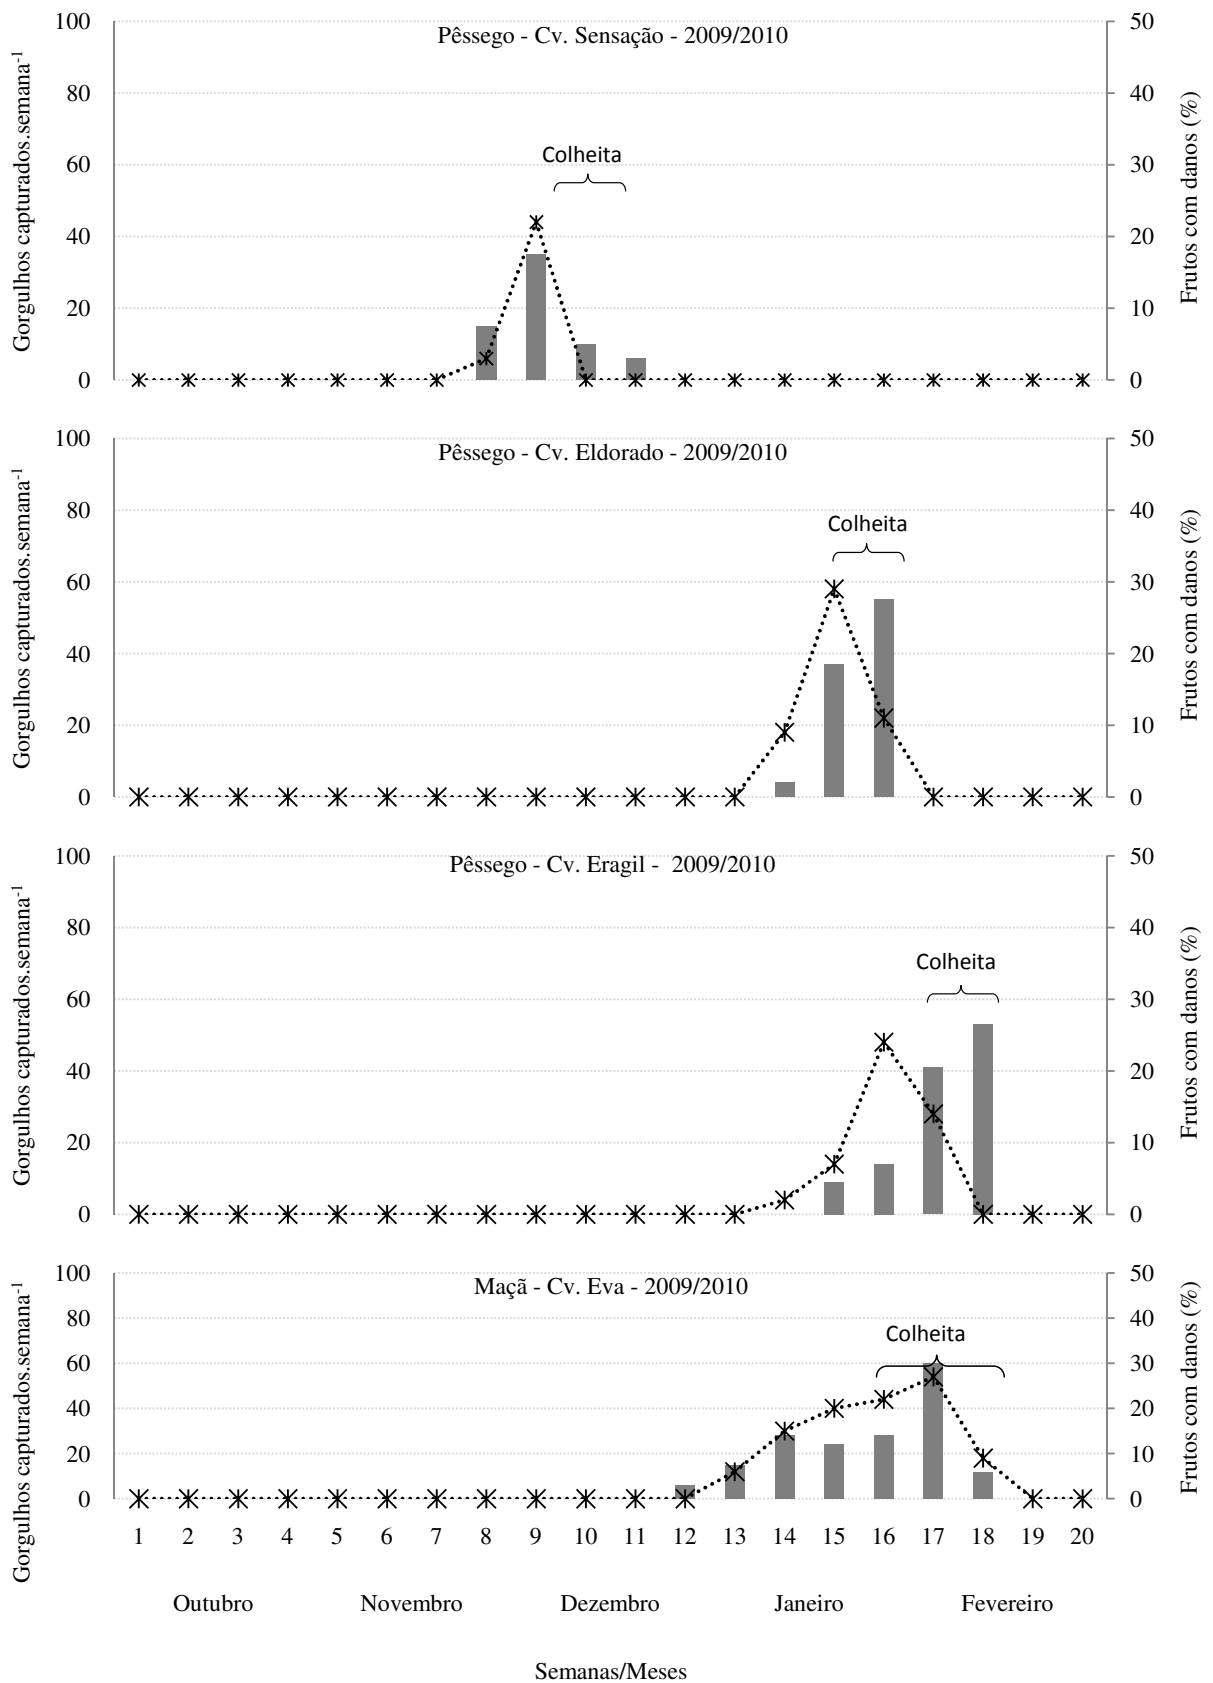 Pêssego - Cv. Sensação - 2009/2010
Gorgulhos capturados.semana-1
100
80
60
40
20
0
Colheita
50
40
30
20
10
0
Frutos com danos (%)
Pêssego - Cv. Eldorado - 2009/2010
Gorgulhos capturados.semana-1
100
80
60
40
20
0
Colheita
50
40
30
20
10
0
Frutos com danos (%)
Pêssego - Cv. Eragil - 2009/2010
Gorgulhos capturados.semana-1
100
80
60
40
20
0
Colheita
50
40
30
20
10
0
Frutos com danos (%)
Maçã - Cv. Eva - 2009/2010
Gorgulhos capturados.semana-1
100
80
60
40
20
0
Colheita
50
40
30
20
10
0
Frutos com danos (%)
1 2 3 4 5 6 7 8 9 10 11 12 13 14 15 16 17 18 19 20
Outubro Novembro Dezembro Janeiro Fevereiro
Semanas/Meses